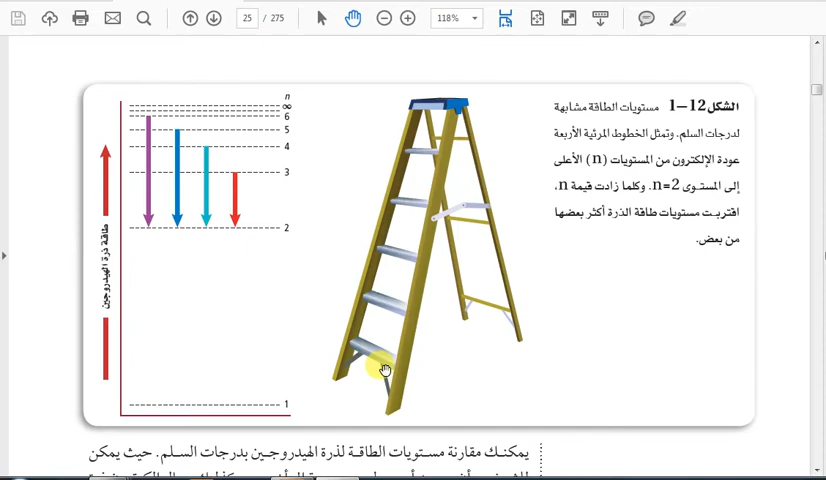 25 / 275
118%
n
∞
6
5
4
3
2
1
طاقة ذرة الهيدروجين
الشكل 12–1 مستويات الطاقة مشابهة
لدرجات السلم. وتمثل الخطوط المرئية الأربعة
عودة الإلكترون من المستويات (n) الأعلى
إلى المستوى n=2. وكلما زادت قيمة n،
اقتربت مستويات طاقة الذرة أكثر بعضها
من بعض.
يمكنك مقارنة مستويات الطاقة لذرة الهيدروجين بدرجات السلم. حيث يمكن